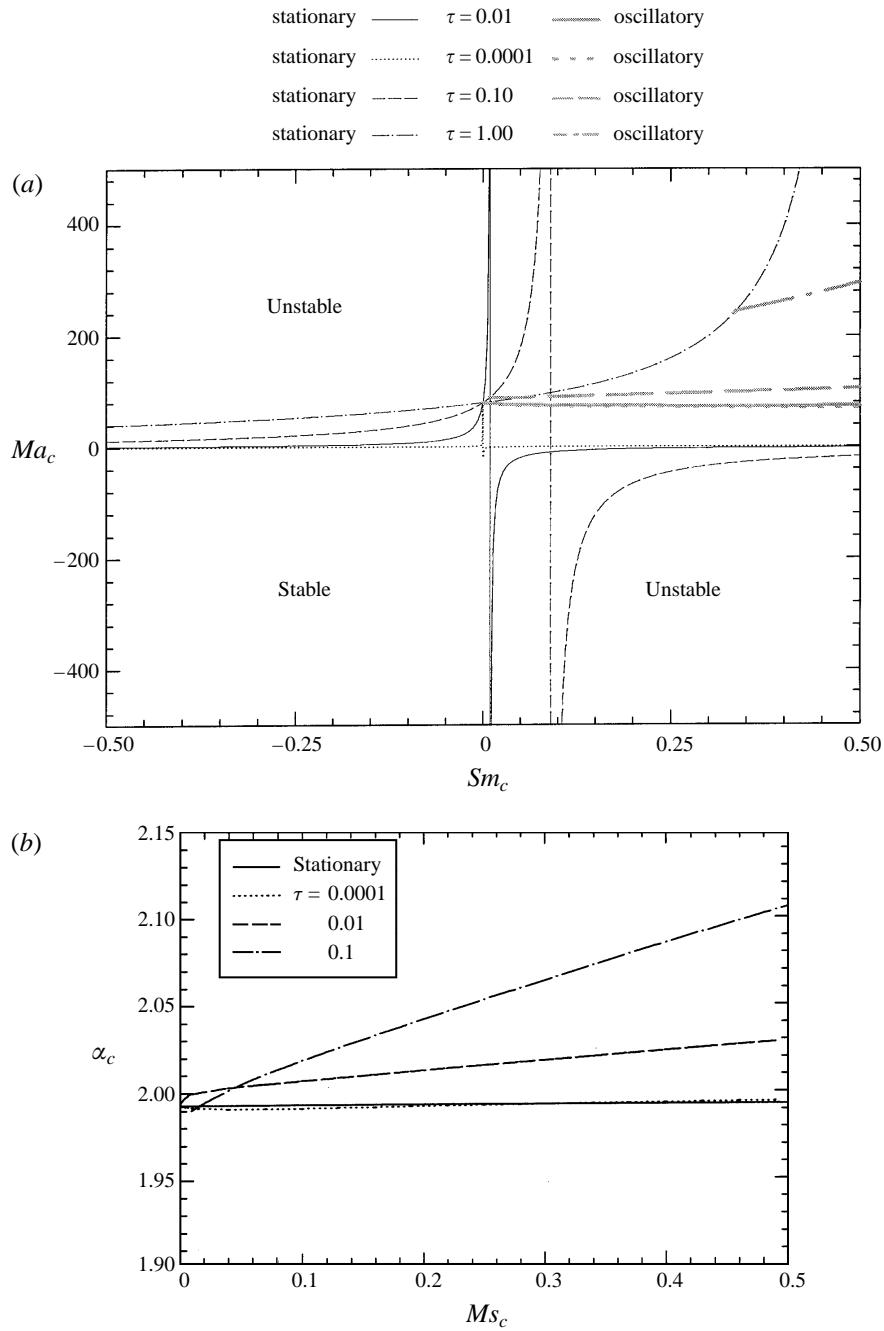 stationary τ = 0.01 oscillatory
stationary τ = 0.0001 oscillatory
stationary τ = 0.10 oscillatory
stationary τ = 1.00 oscillatory
(a)
400
200
0
−200
−400
Ma_c
Unstable
Stable
Unstable
−0.50 −0.25 0 0.25 0.50
Sm_c
(b)
2.15
2.10
2.05
2.00
1.95
1.90
α_c
Stationary
τ = 0.0001
0.01
0.1
0 0.1 0.2 0.3 0.4 0.5
Ms_c